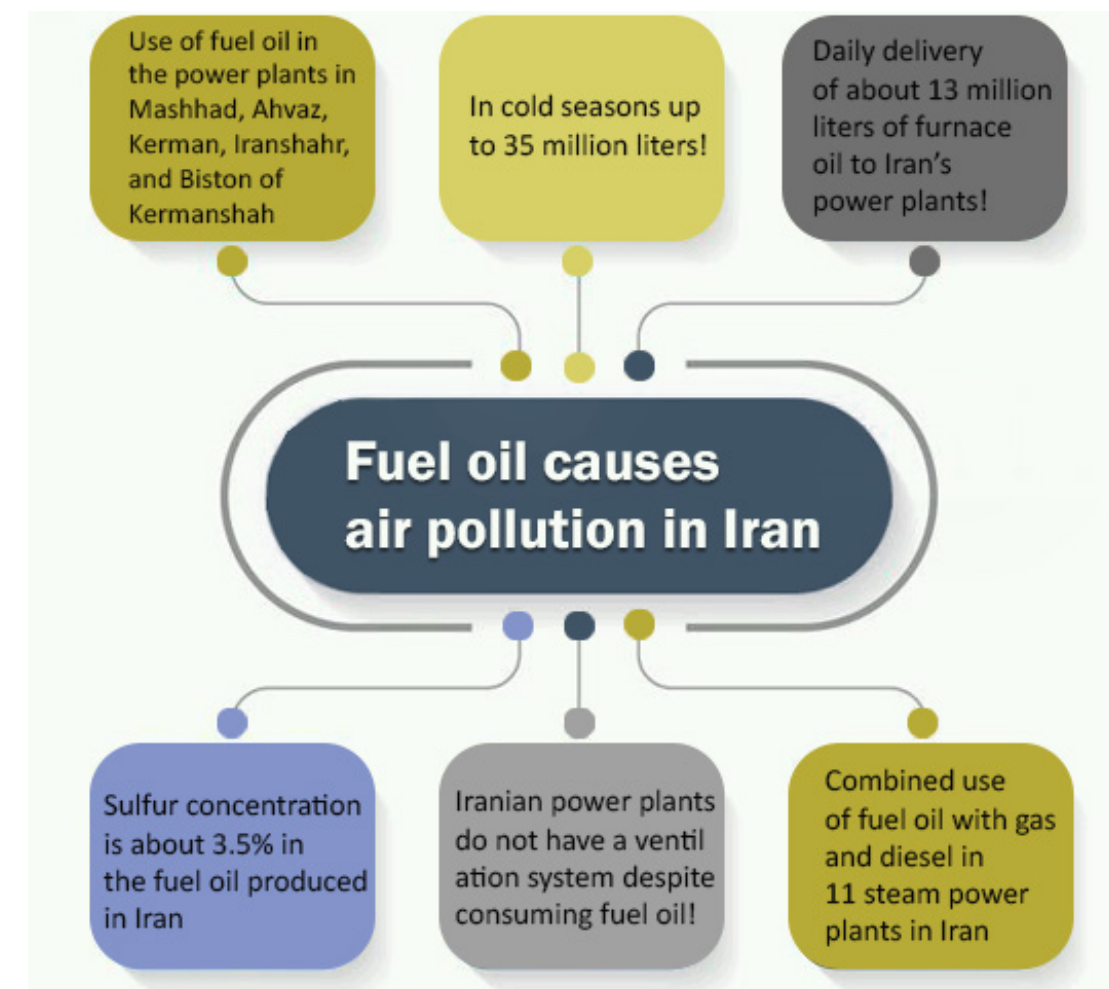 Use of fuel oil in
the power plants in
Mashhad, Ahvaz,
Kerman, Iranshahr,
and Biston of
Kermanshah
In cold seasons up
to 35 million liters!
Daily delivery
of about 13 million
liters of furnace
oil to Iran’s
power plants!
Fuel oil causes
air pollution in Iran
Sulfur concentration
is about 3.5% in
the fuel oil produced
in Iran
Iranian power plants
do not have a ventil
ation system despite
consuming fuel oil!
Combined use
of fuel oil with gas
and diesel in
11 steam power
plants in Iran